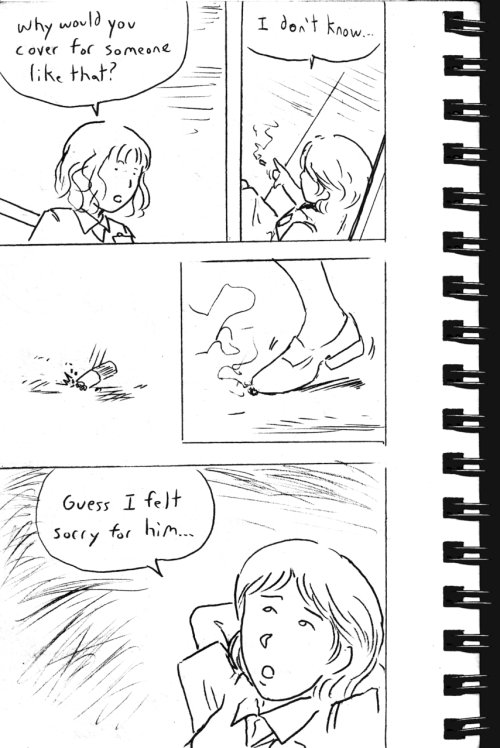 why would you
cover for someone
like that?
I don't know...
Guess I felt
sorry for him...